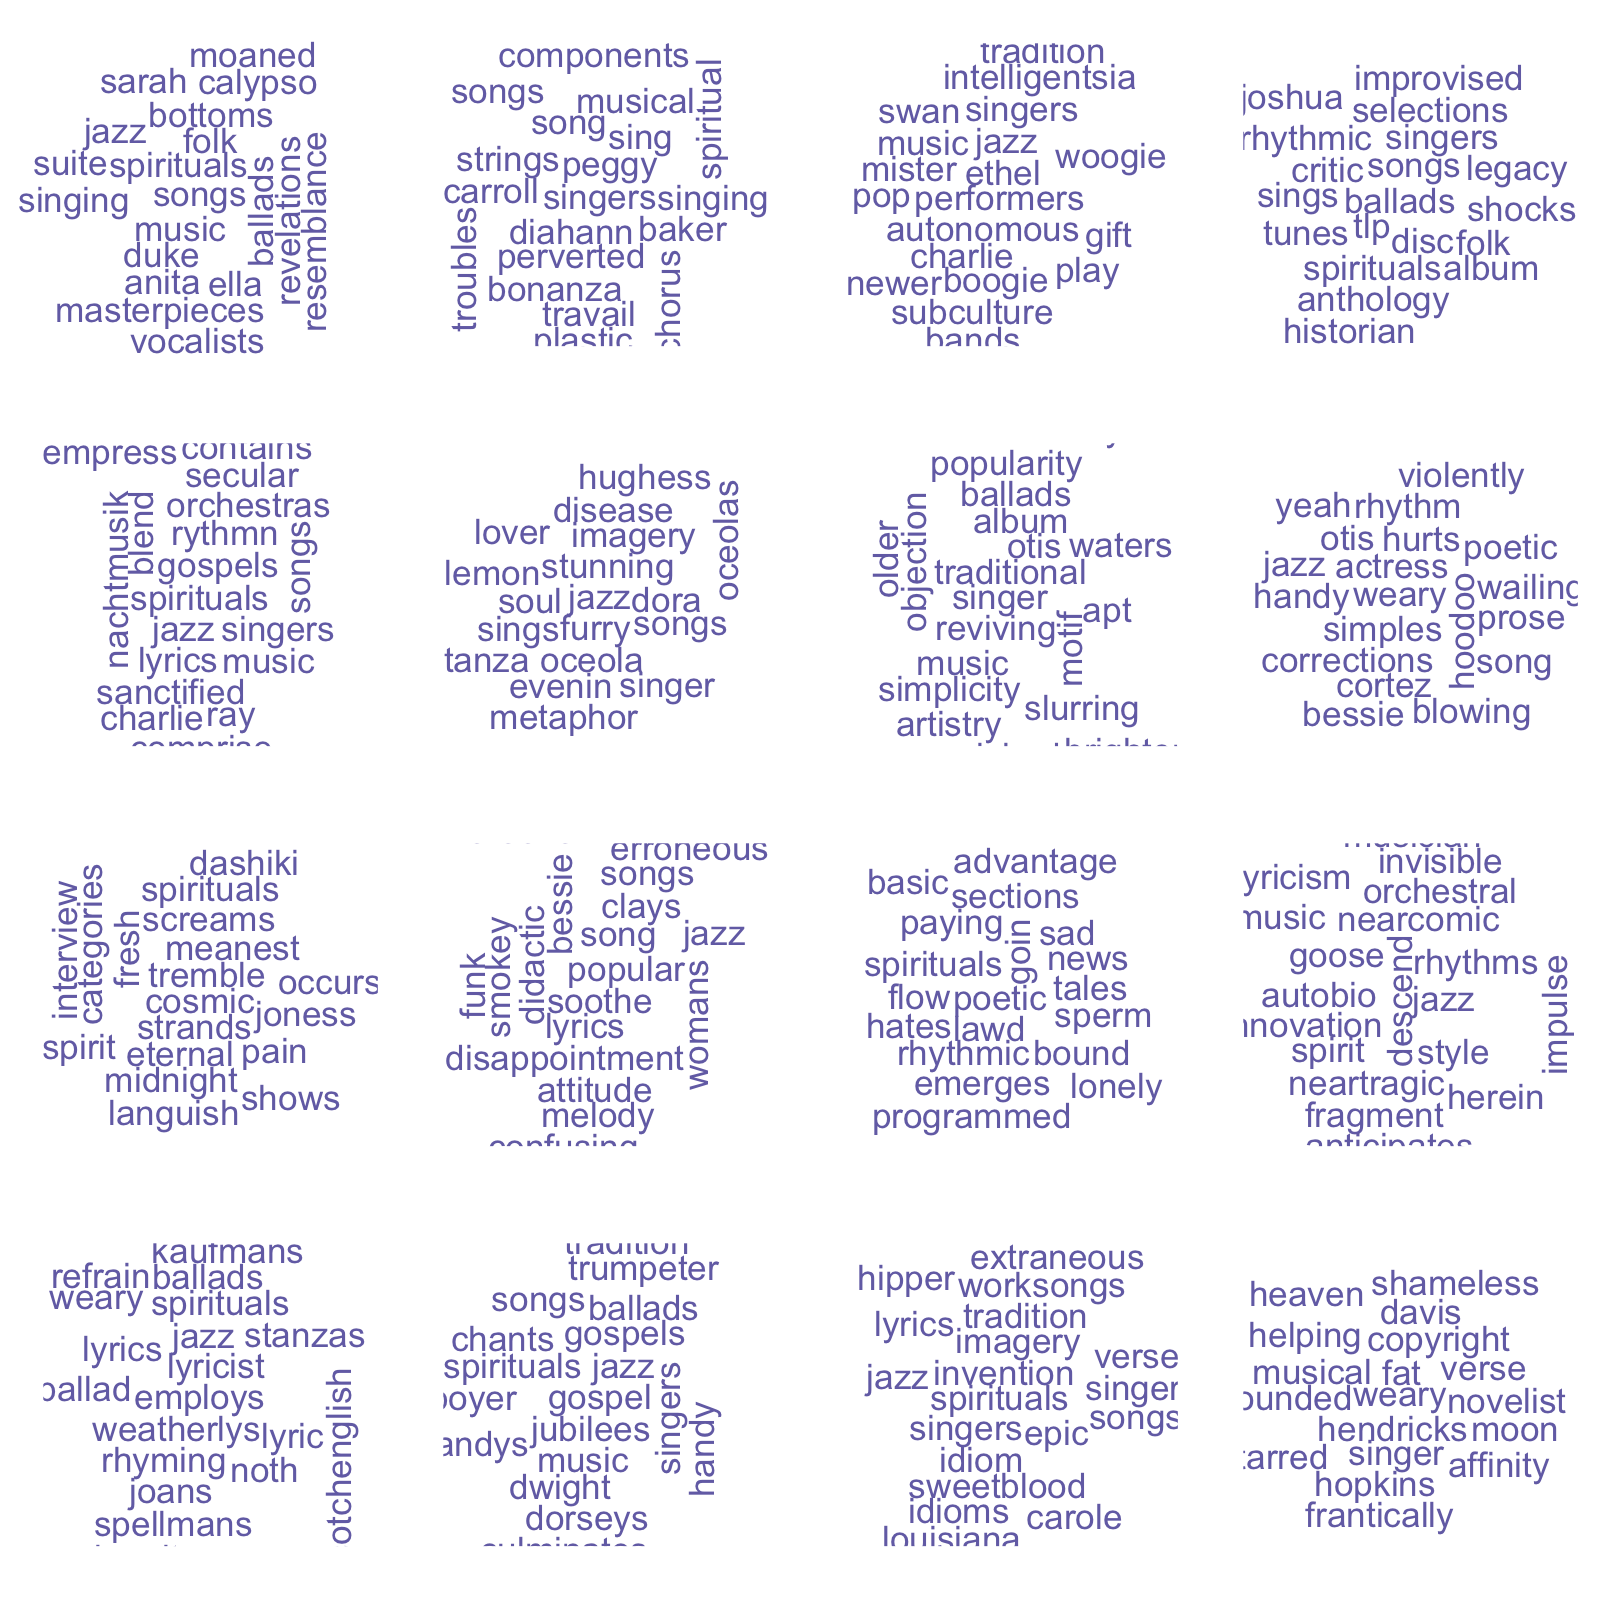 moaned
sarah calypso
bottoms
jazz
folk
suite spirituals
singing songs
ballads
revelations
resemblance
music
duke
anita ella
masterpieces
vocalists
components
songs musical
spiritual
song sing
strings peggy
carroll singers singing
troubles
diahann baker
perverted
bonanza
chorus
travail
plastic
tradition
intelligentsia
swan singers
music jazz
woogie
mister ethel
pop performers
autonomous gift
charlie
newer boogie play
subculture
bands
improvised
joshua
selections
rhythmic singers
critic songs legacy
sings ballads shocks
tunes tip disc folk
spirituals album
anthology
historian
empress contains
secular
nachtmusik
blend
orchestras
rythmn
songs
gospels
spirituals
jazz singers
lyrics music
sanctified
charlie ray
comprise
hughess
disease
oceolas
lover imagery
lemon stunning
soul jazz dora
sings furry songs
tanza oceola
evenin singer
metaphor
popularity
ballads
album
older
objection
otis waters
traditional
singer
apt
reviving
motif
music
simplicity
slurring
artistry
violently
yeah rhythm
otis hurts poetic
jazz actress
handy weary wailing
hoodoo
prose
simples
corrections song
cortez
bessie blowing
dashiki
interview
categories
spirituals
fresh
screams
meanest
tremble occurs
cosmic joness
strands
spirit eternal pain
midnight
languish shows
erroneous
bessie
songs
clays
song jazz
funk
smokey
didactic
popular
womans
soothe
lyrics
disappointment
attitude
melody
confusing
advantage
basic
sections
paying
goin
sad
spirituals news
flow poetic tales
hates lawd sperm
rhythmic bound
emerges lonely
programmed
musician
invisible
lyricism
orchestral
music nearcomic
goose
descend
rhythms
impulse
autobio jazz
innovation
spirit style
neartragic
herein
fragment
anticipates
kaufmans
refrain ballads
weary spirituals
jazz stanzas
lyrics
lyricist
ballad employs
otchenglish
weatherlys lyric
rhyming noth
joans
spellmans
tradition
trumpeter
songs ballads
chants gospels
spirituals jazz
singers
boyer gospel
handy
andys jubilees
music
dwight
dorseys
culminates
extraneous
hipper worksongs
lyrics tradition
imagery
verse
jazz invention
spirituals singer
singers epic songs
idiom
sweetblood
idioms carole
louisiana
shameless
heaven
davis
helping copyright
musical fat verse
ounded weary novelist
hendricks moon
tarred singer affinity
hopkins
frantically